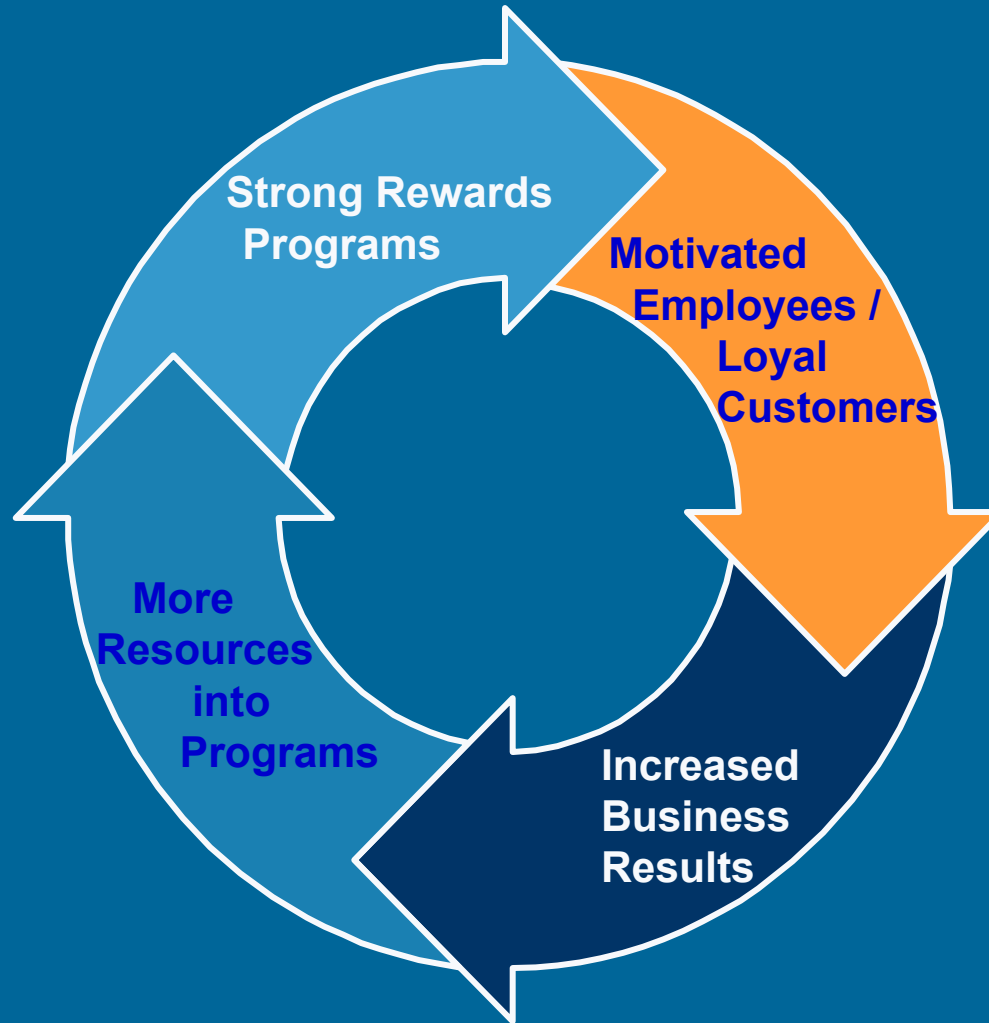 Strong Rewards
Programs
Motivated
Employees /
Loyal
Customers
Increased
Business
Results
More
Resources
into
Programs